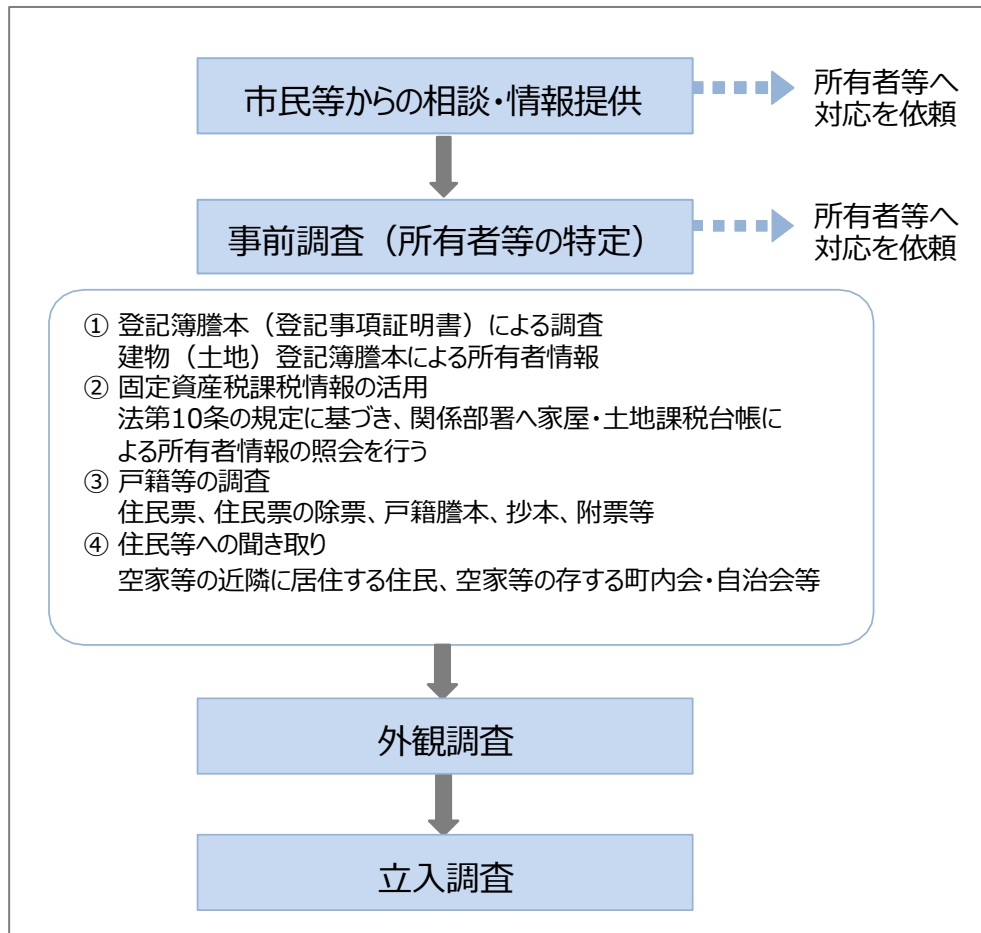 市民等からの相談・情報提供
所有者等へ
対応を依頼
事前調査（所有者等の特定）
所有者等へ
対応を依頼
① 登記簿謄本（登記事項証明書）による調査
建物（土地）登記簿謄本による所有者情報
② 固定資産税課税情報の活用
法第10条の規定に基づき、関係部署へ家屋・土地課税台帳に
よる所有者情報の照会を行う
③ 戸籍等の調査
住民票、住民票の除票、戸籍謄本、抄本、附票等
④ 住民等への聞き取り
空家等の近隣に居住する住民、空家等の存する町内会・自治会等
外観調査
立入調査